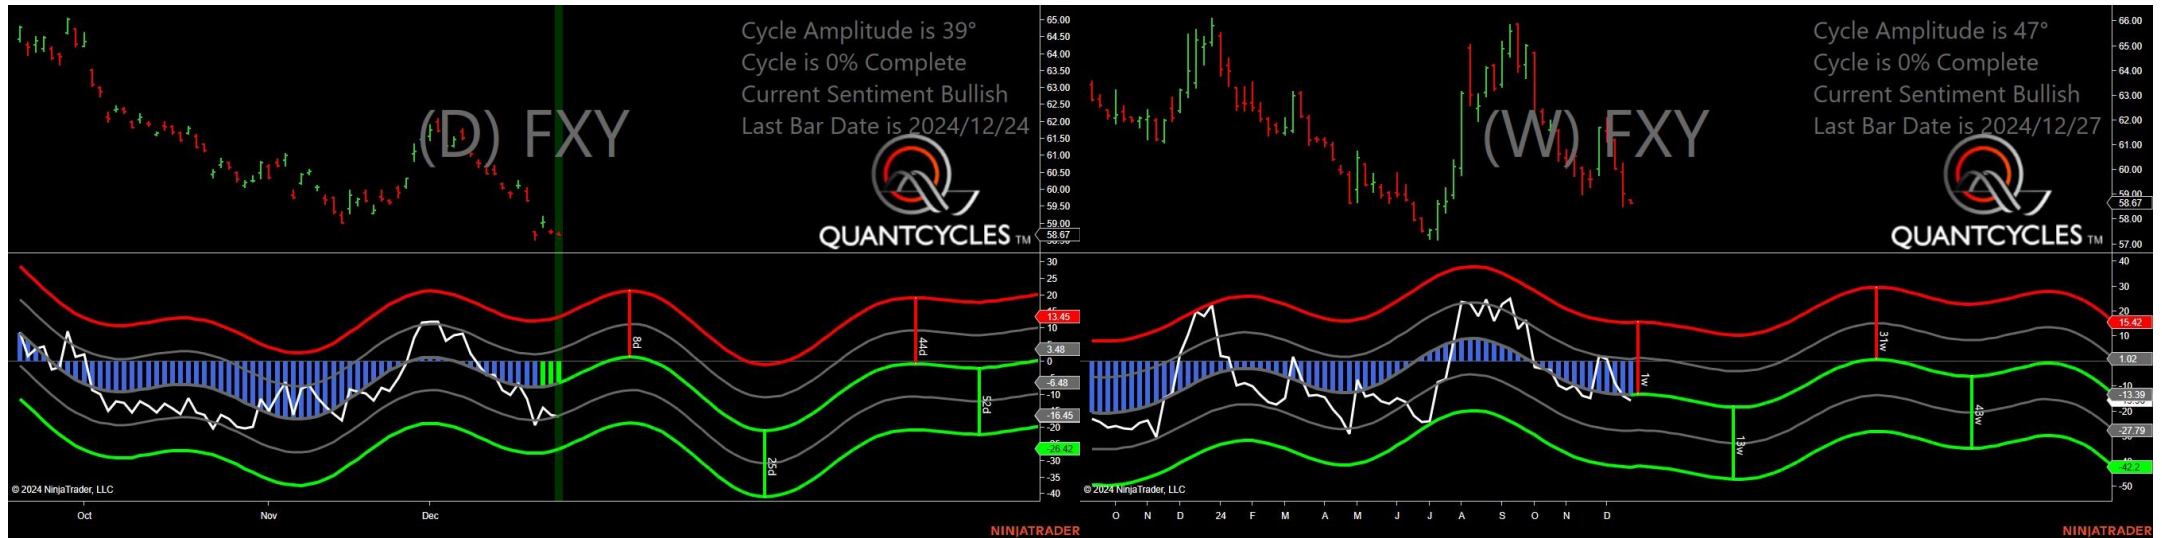 Cycle Amplitude is 39°
Cycle is 0% Complete
Current Sentiment Bullish
Last Bar Date is 2024/12/24
(D) FXY
QUANTCYCLES TM
65.00
64.50
64.00
63.50
63.00
62.50
62.00
61.50
61.00
60.50
60.00
59.50
59.00
58.67
30
25
20
13.45
10
3.48
0
-6.48
-16.45
-20
-26.42
-30
-35
-40
8d
25d
44d
52d
© 2024 NinjaTrader, LLC
Oct
Nov
Dec
NINJATRADER
Cycle Amplitude is 47°
Cycle is 0% Complete
Current Sentiment Bullish
Last Bar Date is 2024/12/27
(W) FXY
QUANTCYCLES TM
66.00
65.00
64.00
63.00
62.00
61.00
60.00
59.00
58.67
58.00
57.00
40
30
20
15.42
10
1.02
-10
-13.39
-20
-27.79
-42.2
-50
1w
13w
31w
43w
© 2024 NinjaTrader, LLC
O
N
D
24
F
M
A
M
J
J
A
S
O
N
D
NINJATRADER